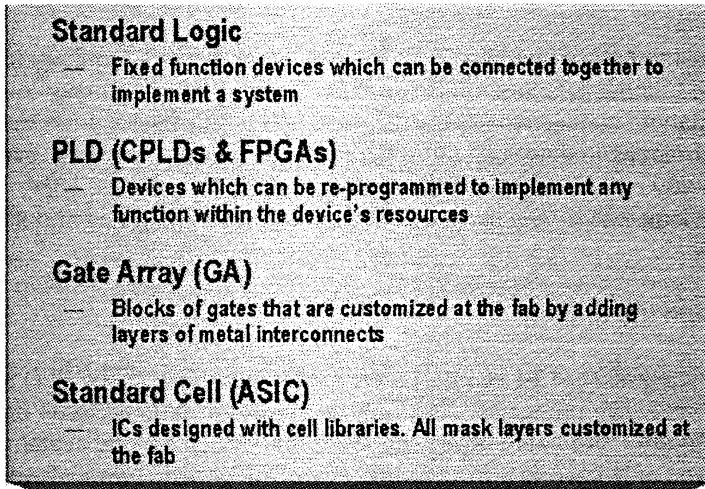 Standard Logic
— Fixed function devices which can be connected together to
implement a system
PLD (CPLDs & FPGAs)
— Devices which can be re-programmed to implement any
function within the device's resources
Gate Array (GA)
— Blocks of gates that are customized at the fab by adding
layers of metal interconnects
Standard Cell (ASIC)
— ICs designed with cell libraries. All mask layers customized at
the fab